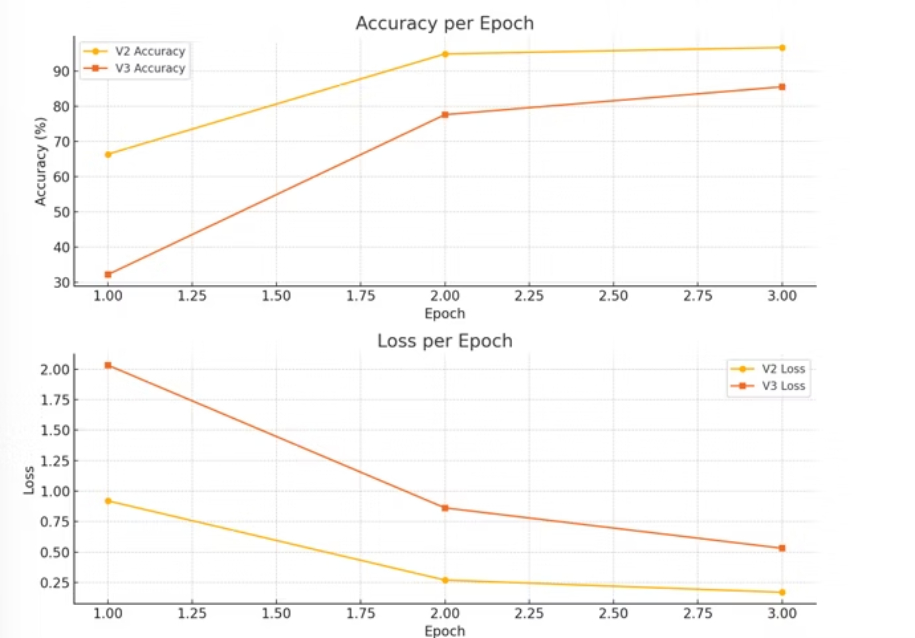 Accuracy per Epoch
V2 Accuracy
V3 Accuracy
Accuracy (%)
90
80
70
60
50
40
30
1.00 1.25 1.50 1.75 2.00 2.25 2.50 2.75 3.00
Epoch
Loss per Epoch
V2 Loss
V3 Loss
Loss
2.00
1.75
1.50
1.25
1.00
0.75
0.50
0.25
1.00 1.25 1.50 1.75 2.00 2.25 2.50 2.75 3.00
Epoch